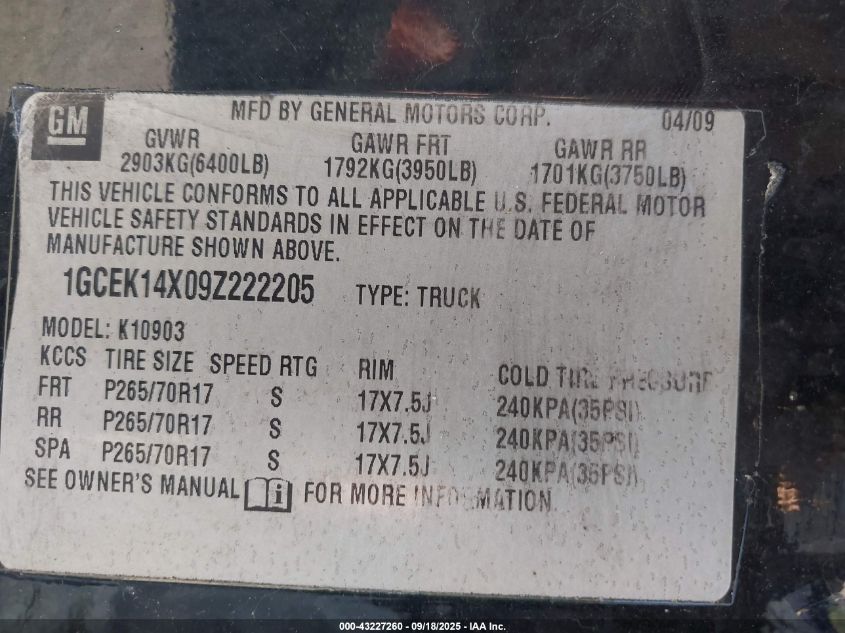 GM
MFD BY GENERAL MOTORS CORP. 04/09
GVWR GAWR FRT GAWR RR
2903KG(6400LB) 1792KG(3950LB) 1701KG(3750LB)
THIS VEHICLE CONFORMS TO ALL APPLICABLE U.S. FEDERAL MOTOR
VEHICLE SAFETY STANDARDS IN EFFECT ON THE DATE OF
MANUFACTURE SHOWN ABOVE.
1GCEK14X09Z222205 TYPE: TRUCK
MODEL: K10903
KCCS TIRE SIZE SPEED RTG RIM COLD TIRE PRESSURE
FRT P265/70R17 S 17X7.5J 240KPA(35PSI)
RR P265/70R17 S 17X7.5J 240KPA(35PSI)
SPA P265/70R17 S 17X7.5J 240KPA(35PSI)
SEE OWNER'S MANUAL i FOR MORE INFORMATION
000-43227260 - 09/18/2025 - IAA Inc.